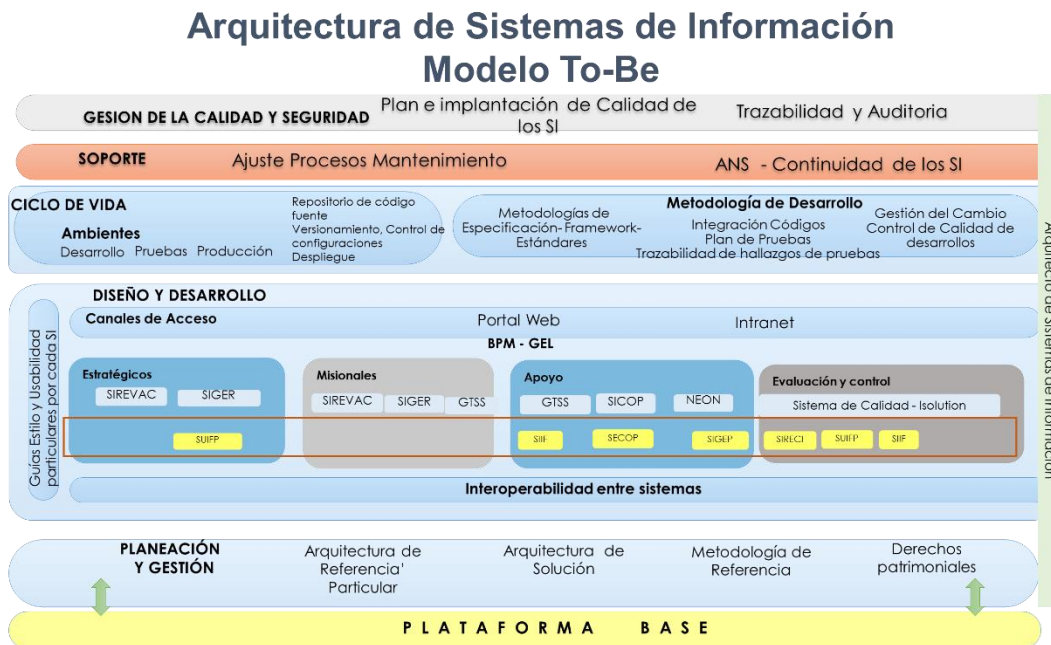 Arquitectura de Sistemas de Información
Modelo To-Be
GESION DE LA CALIDAD Y SEGURIDAD
Plan e implantación de Calidad de
los SI
Trazabilidad y Auditoria
SOPORTE
Ajuste Procesos Mantenimiento
ANS - Continuidad de los SI
CICLO DE VIDA
Ambientes
Desarrollo Pruebas Producción
Repositorio de código
fuente
Versionamiento, Control de
configuraciones
Despliegue
Metodología de Desarrollo
Metodologías de
Especificación- Framework-
Estándares
Integración Códigos
Plan de Pruebas
Trazabilidad de hallazgos de pruebas
Gestión del Cambio
Control de Calidad de
desarrollos
Arquitecto de Sistemas de Información
DISEÑO Y DESARROLLO
Guías Estilo y Usabilidad
particulares por cada SI
Canales de Acceso
Portal Web
Intranet
BPM - GEL
Estratégicos
SIREVAC
SIGER
SUIFP
Misionales
SIREVAC
SIGER
GTSS
Apoyo
GTSS
SICOP
NEON
SIIF
SECOP
SIGEP
Evaluación y control
Sistema de Calidad - Isolution
SIRECI
SUIFP
SIIF
Interoperabilidad entre sistemas
PLANEACIÓN
Y GESTIÓN
Arquitectura de
Referencia'
Particular
Arquitectura de
Solución
Metodología de
Referencia
Derechos
patrimoniales
PLATAFORMA BASE